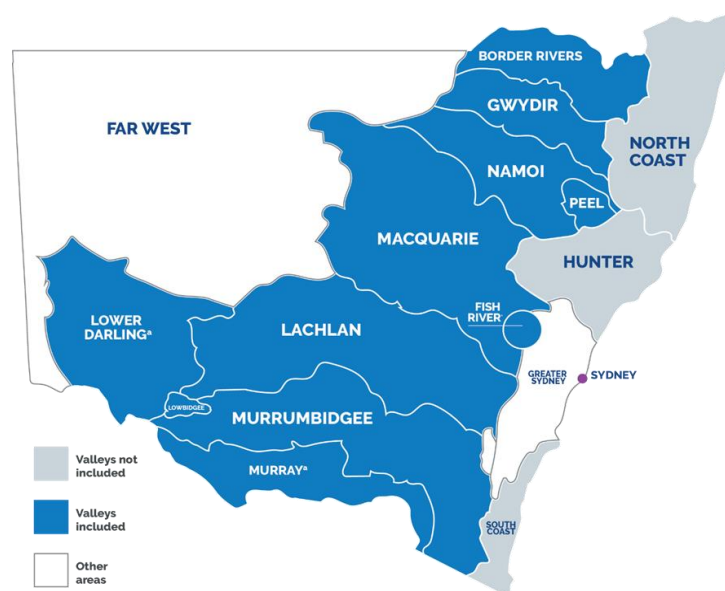 BORDER RIVERS
GWYDIR
FAR WEST
NORTH
COAST
NAMOI
PEEL
MACQUARIE
HUNTER
FISH
RIVER
LOWER
DARLINGᵃ
LACHLAN
GREATER
SYDNEY
SYDNEY
LOWBIDGEE
MURRUMBIDGEE
MURRAYᵃ
SOUTH
COAST
Valleys not
included
Valleys
included
Other
areas